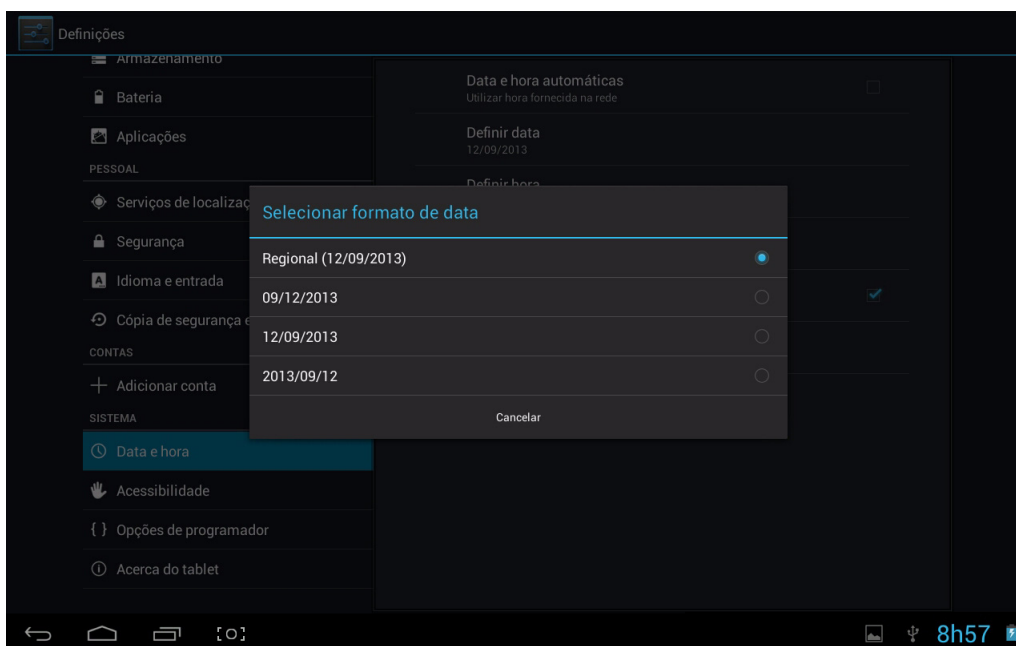 Definições
Armazenamento
Bateria
Aplicações
PESSOAL
Serviços de localizaç
Segurança
Idioma e entrada
Cópia de segurança e
CONTAS
Adicionar conta
SISTEMA
Data e hora
Acessibilidade
{ } Opções de programador
Acerca do tablet
Data e hora automáticas
Utilizar hora fornecida na rede
Definir data
12/09/2013
Definir hora
Selecionar formato de data
Regional (12/09/2013)
09/12/2013
12/09/2013
2013/09/12
Cancelar
8h57